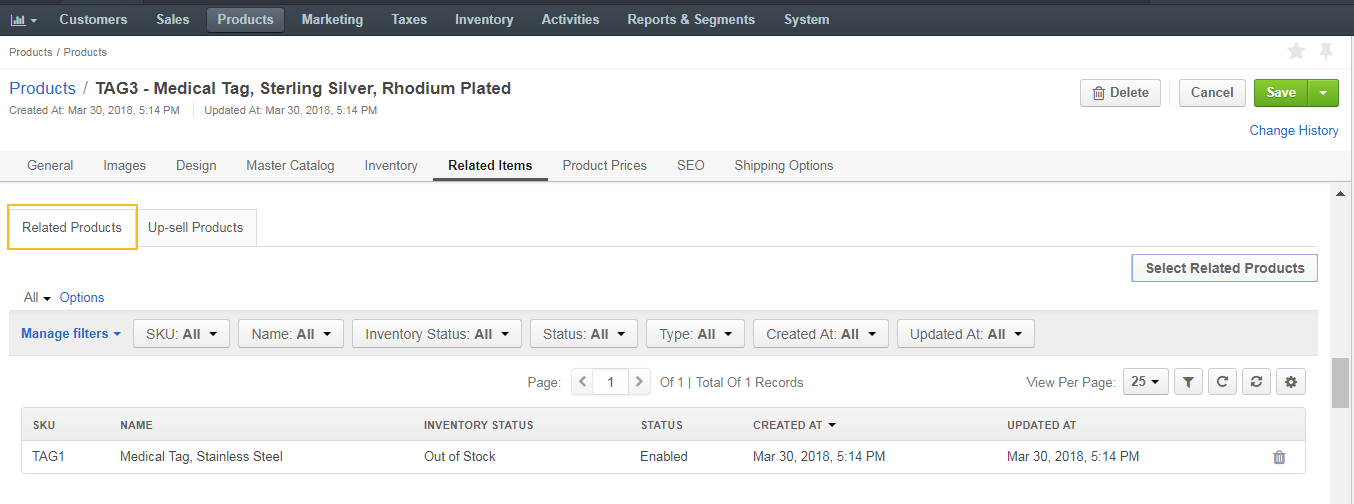 Customers Sales Products Marketing Taxes Inventory Activities Reports & Segments System
Products / Products
Products / TAG3 - Medical Tag, Sterling Silver, Rhodium Plated
Delete Cancel Save
Created At: Mar 30, 2018, 5:14 PM Updated At: Mar 30, 2018, 5:14 PM
Change History
General Images Design Master Catalog Inventory Related Items Product Prices SEO Shipping Options
Related Products Up-sell Products
Select Related Products
All Options
Manage filters SKU: All Name: All Inventory Status: All Status: All Type: All Created At: All Updated At: All
Page: 1 Of 1 | Total Of 1 Records View Per Page: 25
SKU NAME INVENTORY STATUS STATUS CREATED AT UPDATED AT
TAG1 Medical Tag, Stainless Steel Out of Stock Enabled Mar 30, 2018, 5:14 PM Mar 30, 2018, 5:14 PM